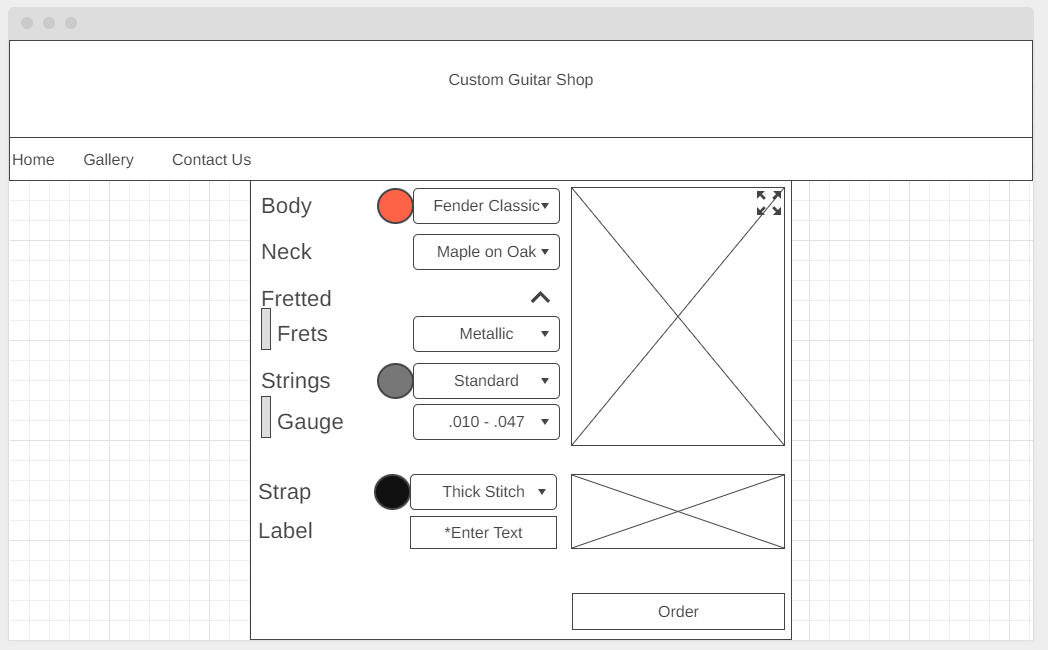 Custom Guitar Shop
Home Gallery Contact Us
Body Fender Classic
Neck Maple on Oak
Fretted
Frets Metallic
Strings Standard
Gauge .010 - .047
Strap Thick Stitch
Label *Enter Text
Order